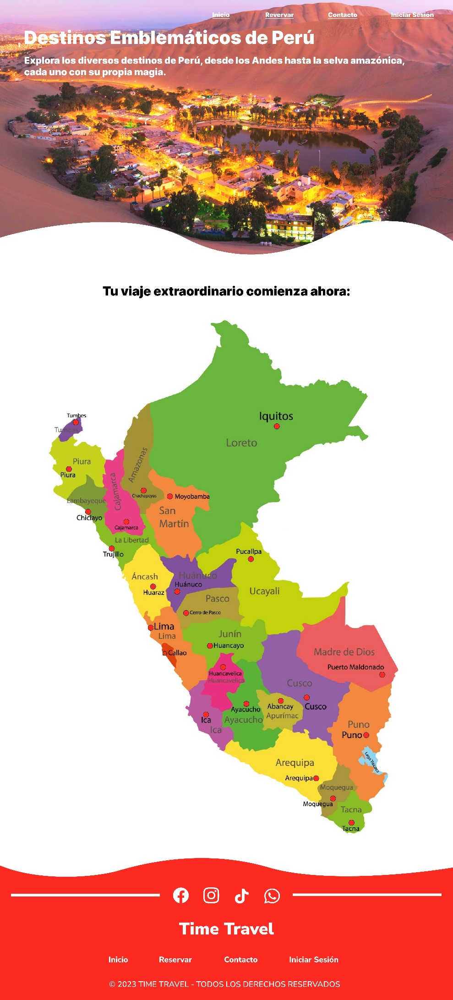 Inicio
Revervar
Contacto
Iniciar Sesión
Destinos Emblemáticos de Perú
Explora los diversos destinos de Perú, desde los Andes hasta la selva amazónica,
cada uno con su propia magia.
Tu viaje extraordinario comienza ahora:
Iquitos
Loreto
Tumbes
Tumbes
Piura
Piura
Amazonas
Cajamarca
Chachapoyas
Moyobamba
Lambayeque
San
Martín
Chiclayo
Cajamarca
La Libertad
Trujillo
Pucallpa
Áncash
Huánuco
Huánuco
Huaraz
Ucayali
Pasco
Cerro de Pasco
Lima
Lima
Junín
Huancayo
Callao
Madre de Dios
Puerto Maldonado
Huancavelica
Huancavelica
Cusco
Cusco
Ayacucho
Ayacucho
Abancay
Apurímac
Ica
Ica
Puno
Puno
Lago Titicaca
Arequipa
Arequipa
Moquegua
Moquegua
Tacna
Tacna
Time Travel
Inicio
Reservar
Contacto
Iniciar Sesión
© 2023 TIME TRAVEL - TODOS LOS DERECHOS RESERVADOS